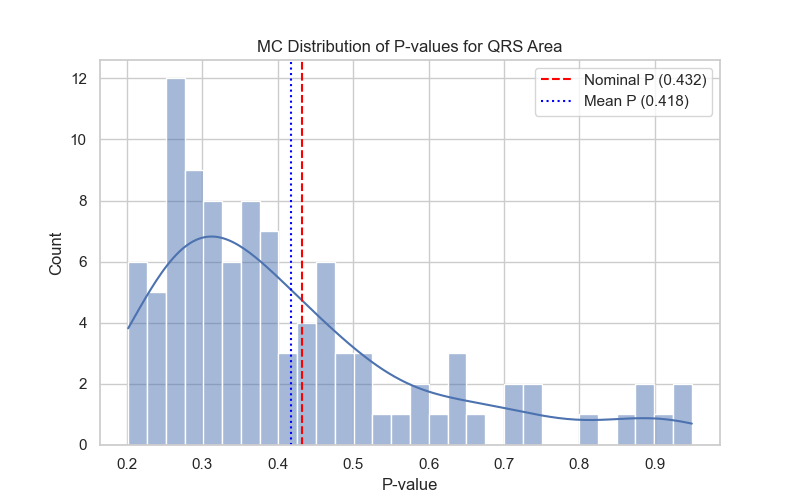 MC Distribution of P-values for QRS Area
Nominal P (0.432)
Mean P (0.418)
Count
12
10
8
6
4
2
0
0.2 0.3 0.4 0.5 0.6 0.7 0.8 0.9
P-value